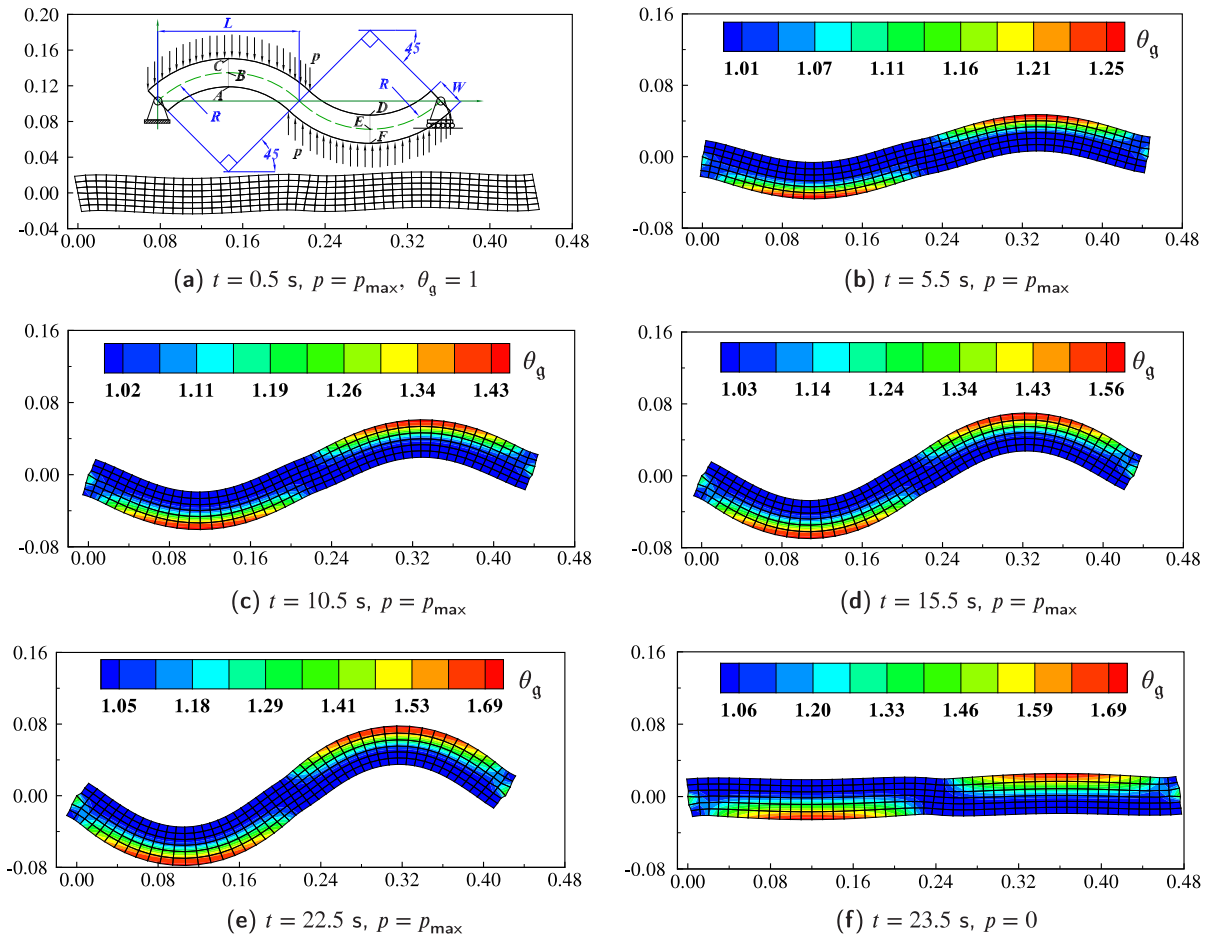 0.20
0.16
0.12
0.08
0.04
0.00
-0.04
L
p
45
C
B
A
R
R
W
D
E
F
p
45
0.00 0.08 0.16 0.24 0.32 0.40 0.48
(a) t = 0.5 s, p = p_max, θ_g = 1
0.16
0.08
0.00
-0.08
θ_g
1.01 1.07 1.11 1.16 1.21 1.25
0.00 0.08 0.16 0.24 0.32 0.40 0.48
(b) t = 5.5 s, p = p_max
0.16
0.08
0.00
-0.08
θ_g
1.02 1.11 1.19 1.26 1.34 1.43
0.00 0.08 0.16 0.24 0.32 0.40 0.48
(c) t = 10.5 s, p = p_max
0.16
0.08
0.00
-0.08
θ_g
1.03 1.14 1.24 1.34 1.43 1.56
0.00 0.08 0.16 0.24 0.32 0.40 0.48
(d) t = 15.5 s, p = p_max
0.16
0.08
0.00
-0.08
θ_g
1.05 1.18 1.29 1.41 1.53 1.69
0.00 0.08 0.16 0.24 0.32 0.40 0.48
(e) t = 22.5 s, p = p_max
0.16
0.08
0.00
-0.08
θ_g
1.06 1.20 1.33 1.46 1.59 1.69
0.00 0.08 0.16 0.24 0.32 0.40 0.48
(f) t = 23.5 s, p = 0